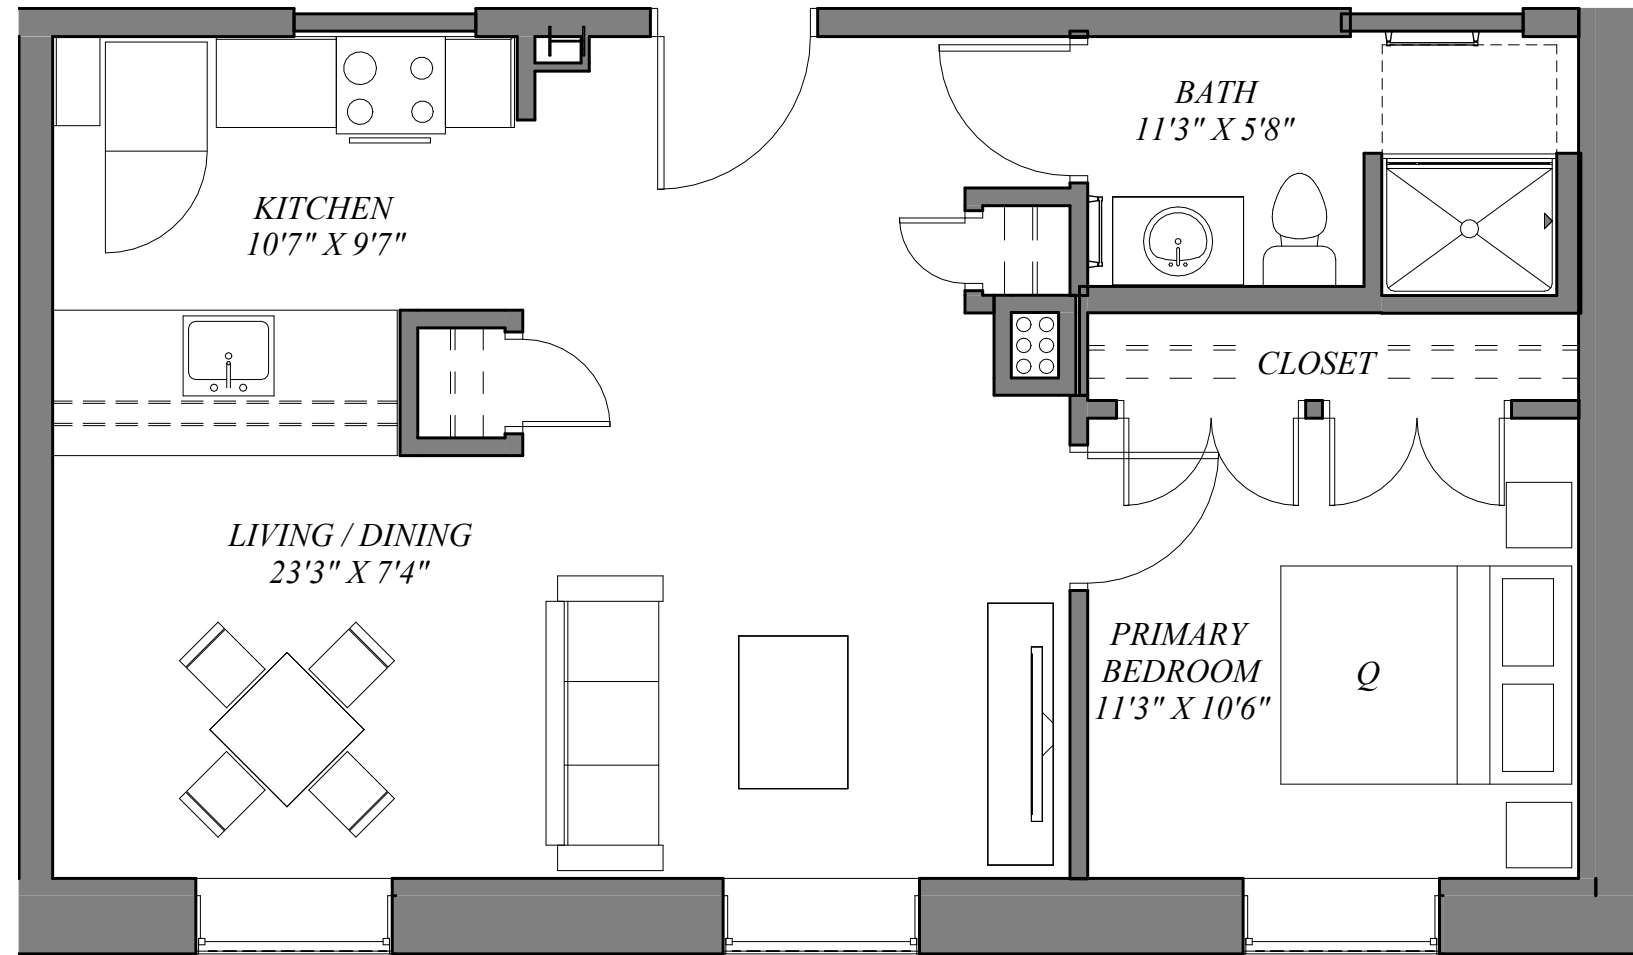 BATH
11'3" X 5'8"
KITCHEN
10'7" X 9'7"
CLOSET
LIVING / DINING
23'3" X 7'4"
PRIMARY
BEDROOM
11'3" X 10'6"
Q